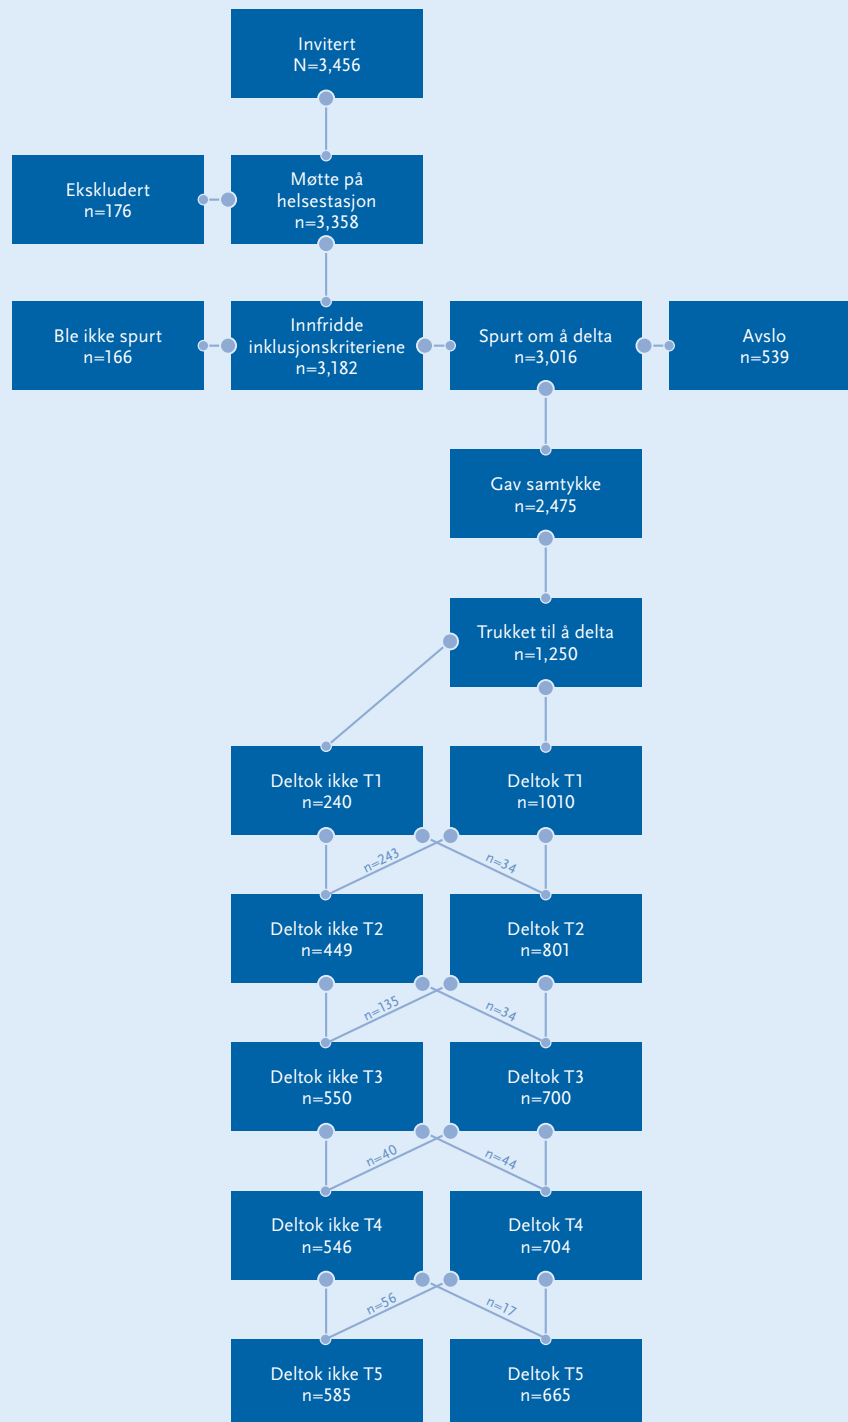 Invitert
N=3,456
Ekskludert
n=176
Møtte på
helsestasjon
n=3,358
Ble ikke spurt
n=166
Innfridde
inklusjonskriteriene
n=3,182
Spurt om å delta
n=3,016
Avslo
n=539
Gav samtykke
n=2,475
Trukket til å delta
n=1,250
Deltok ikke T1
n=240
Deltok T1
n=1010
n=243
n=34
Deltok ikke T2
n=449
Deltok T2
n=801
n=135
n=34
Deltok ikke T3
n=550
Deltok T3
n=700
n=40
n=44
Deltok ikke T4
n=546
Deltok T4
n=704
n=56
n=17
Deltok ikke T5
n=585
Deltok T5
n=665